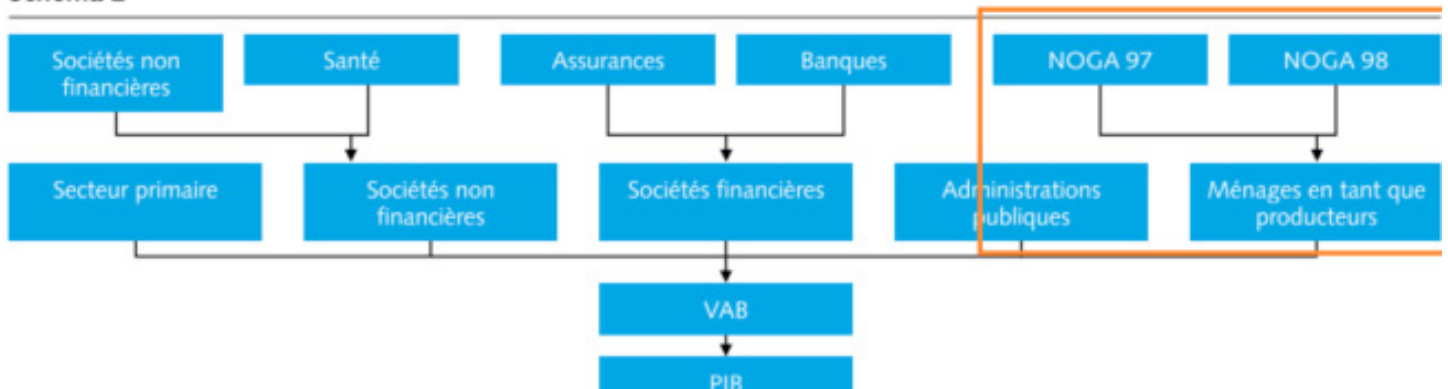 Sociétés non
financières
Santé
Assurances
Banques
NOGA 97
NOGA 98
Secteur primaire
Sociétés non
financières
Sociétés financières
Administrations
publiques
Ménages en tant que
producteurs
VAB
PIB